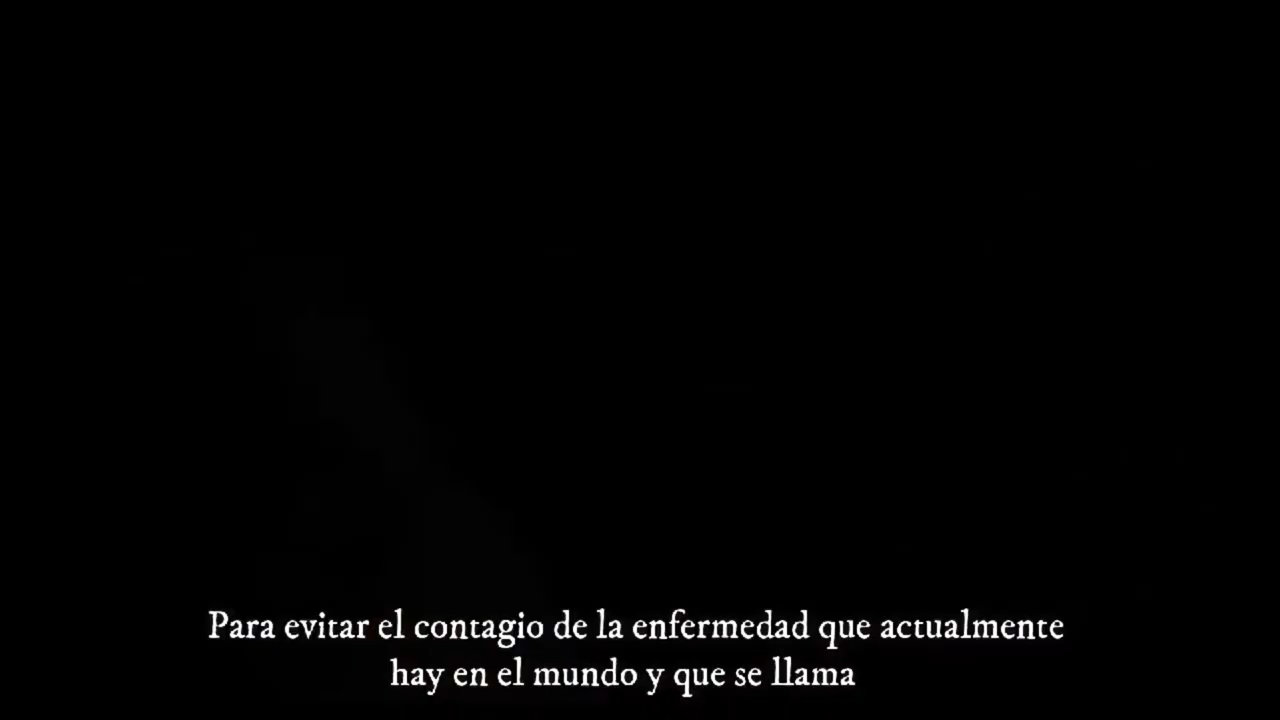 Para evitar el contagio de la enfermedad que actualmente
hay en el mundo y que se llama